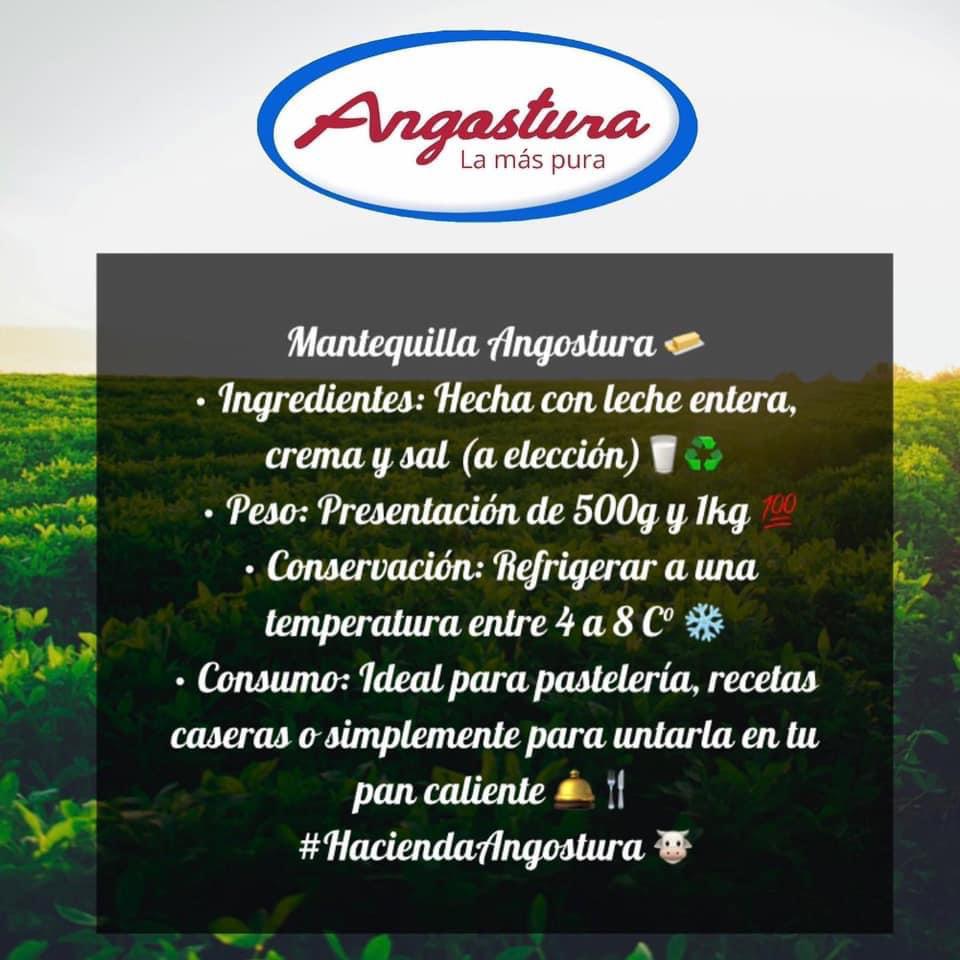 Angostura
La más pura
Mantequilla Angostura 🧈
• Ingredientes: Hecha con leche entera,
crema y sal (a elección) 🥛♻️
• Peso: Presentación de 500g y 1kg 💯
• Conservación: Refrigerar a una
temperatura entre 4 a 8 Cº ❄️
• Consumo: Ideal para pastelería, recetas
caseras o simplemente para untarla en tu
pan caliente 🛎️🍴
#HaciendaAngostura 🐮